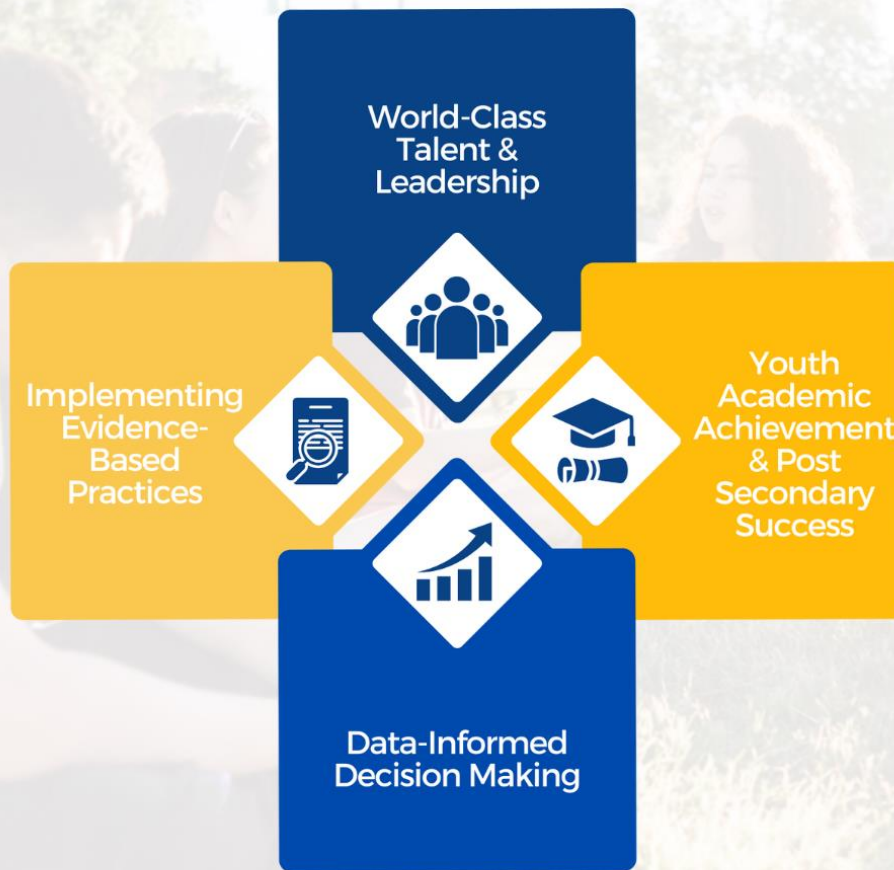 World-Class
Talent &
Leadership
Implementing
Evidence-
Based
Practices
Youth
Academic
Achievement
& Post
Secondary
Success
Data-Informed
Decision Making